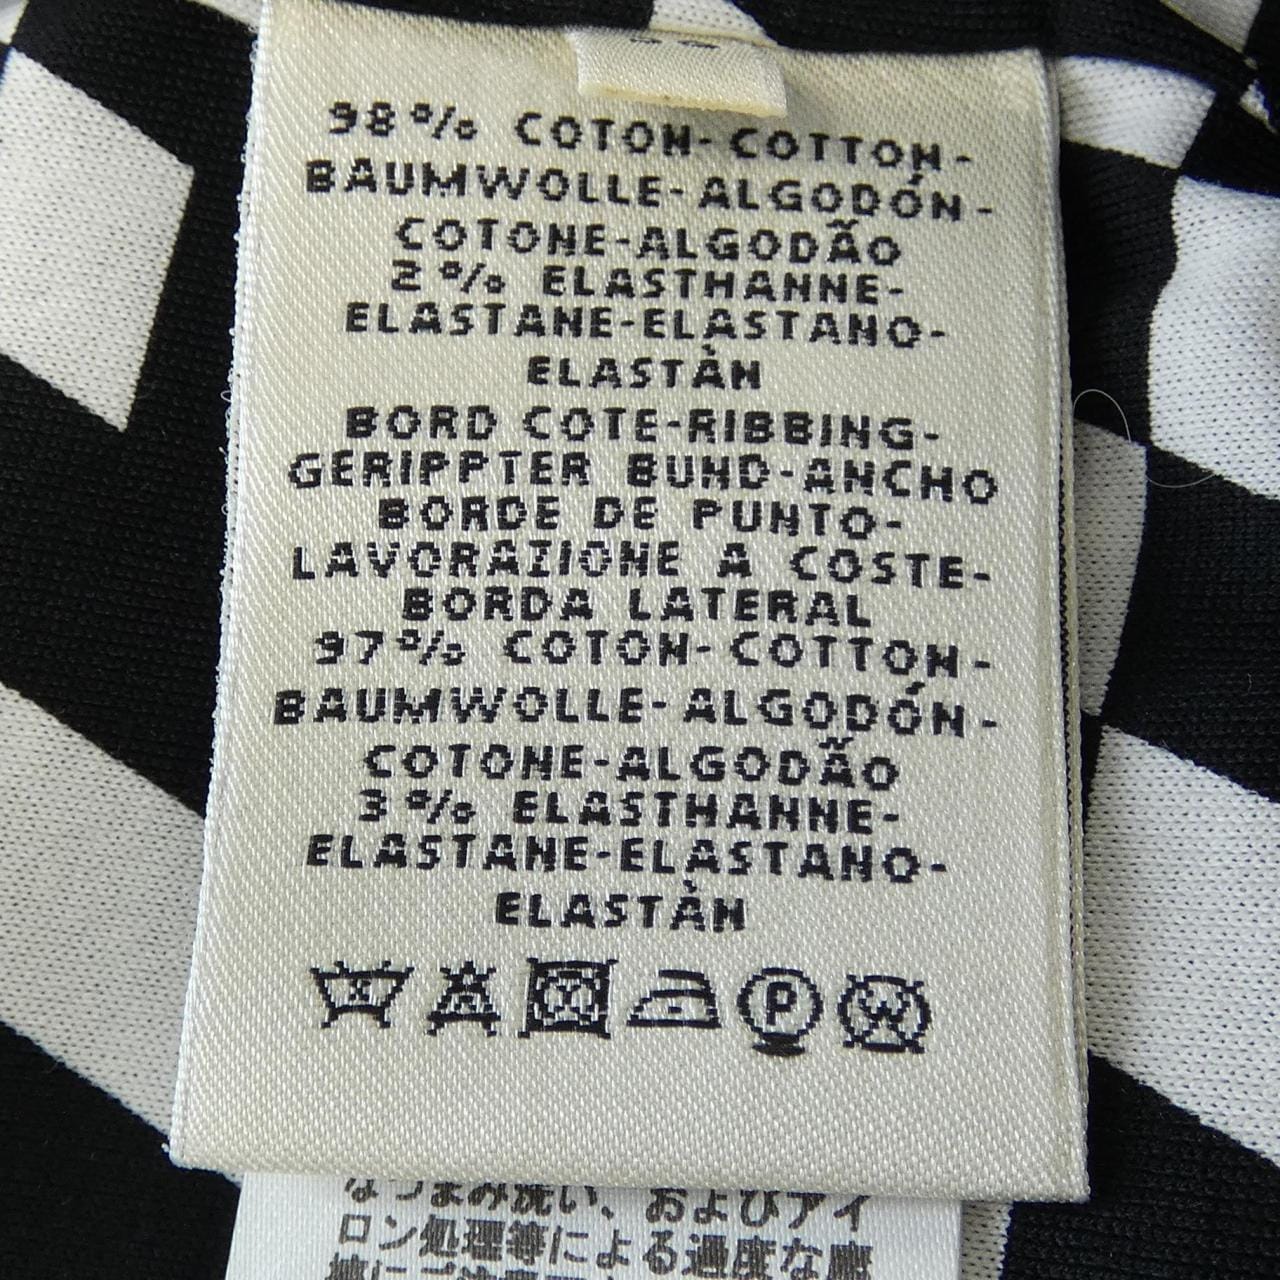 98% COTON-COTTON-
BAUMWOLLE-ALGODÓN-
COTONE-ALGODÃO
2% ELASTHANNE-
ELASTANE-ELASTANO-
ELASTÀN
BORD COTE-RIBBING-
GERIPPTER BUND-ANCHO
BORDE DE PUNTO-
LAVORAZIONE A COSTE-
BORDA LATERAL
97% COTON-COTTON-
BAUMWOLLE-ALGODÓN-
COTONE-ALGODÃO
3% ELASTHANNE-
ELASTANE-ELASTANO-
ELASTÀN
P W
なつまみ洗い、およびアイ
ロン処理等による過度な摩